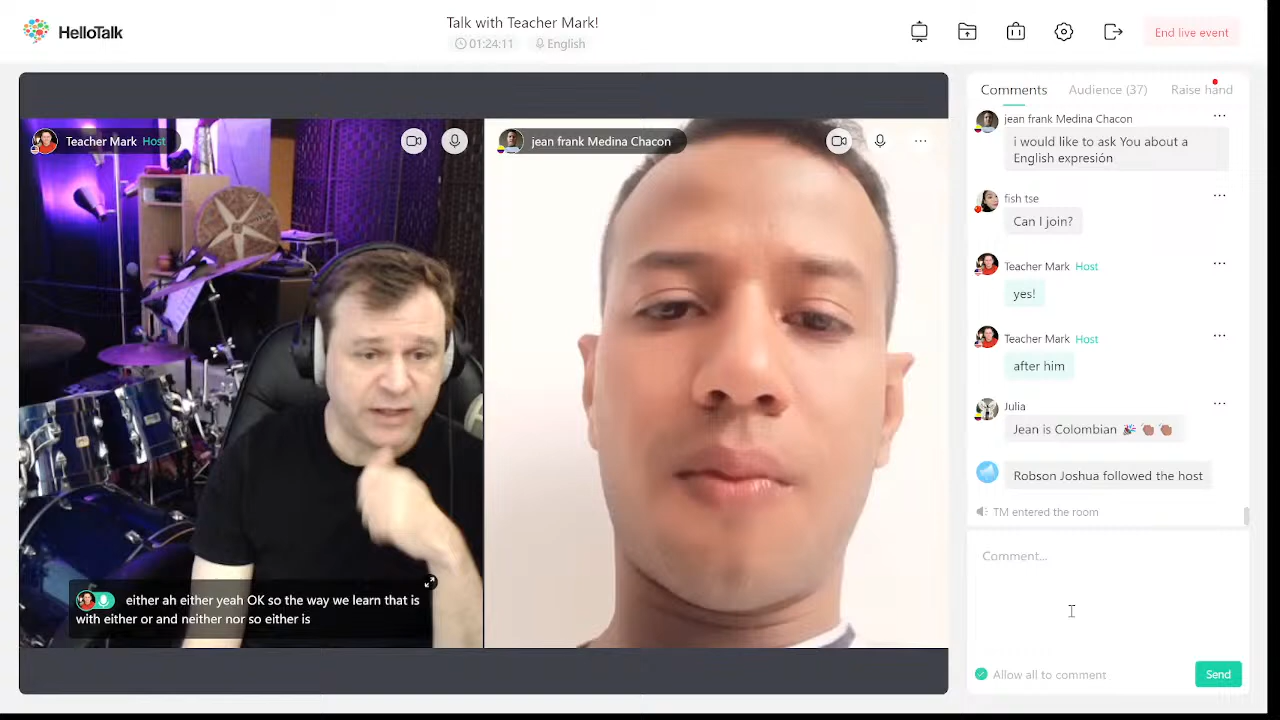 HelloTalk
Talk with Teacher Mark!
01:24:11 English
End live event
Teacher Mark Host
jean frank Medina Chacon
either ah either yeah OK so the way we learn that is
with either or and neither nor so either is
Comments Audience (37) Raise hand
jean frank Medina Chacon
i would like to ask You about a
English expresión
fish tse
Can I join?
Teacher Mark Host
yes!
Teacher Mark Host
after him
Julia
Jean is Colombian 🎉 👏🏽 👏🏽
Robson Joshua followed the host
TM entered the room
Comment...
Allow all to comment
Send